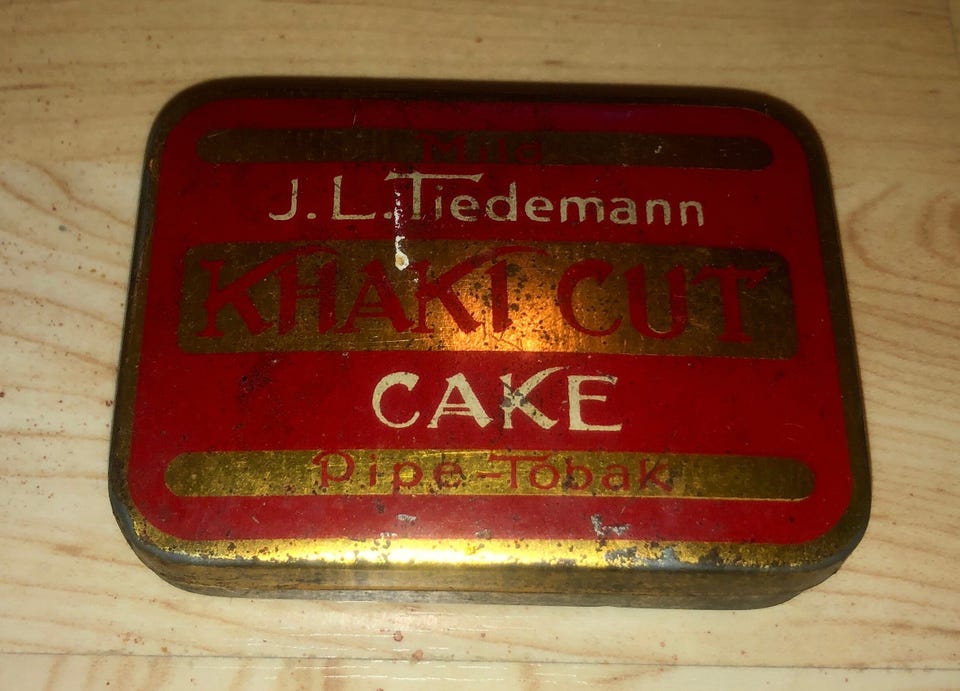 Mild
J. L. Tiedemann
KHAKI CUT
CAKE
Pipe-Tobak